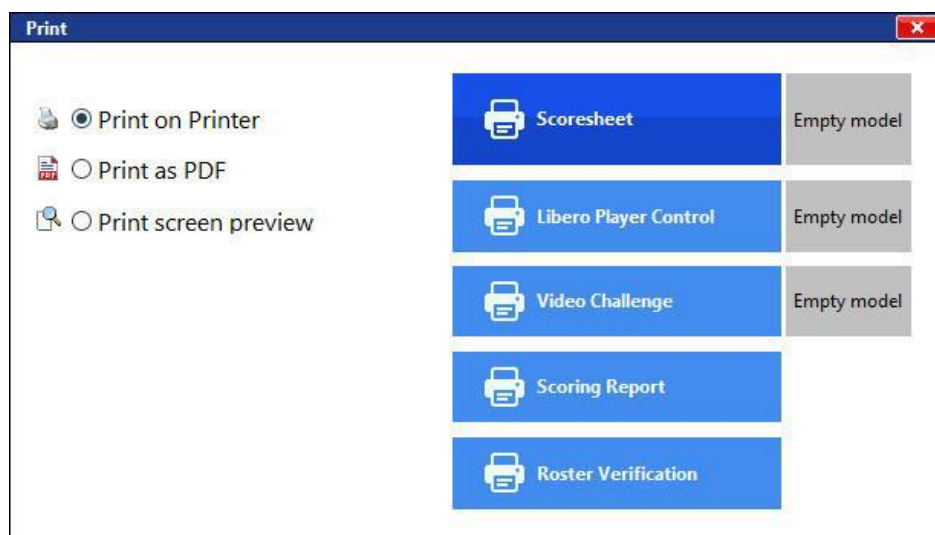 Print
Print on Printer
Print as PDF
Print screen preview
Scoresheet
Empty model
Libero Player Control
Empty model
Video Challenge
Empty model
Scoring Report
Roster Verification